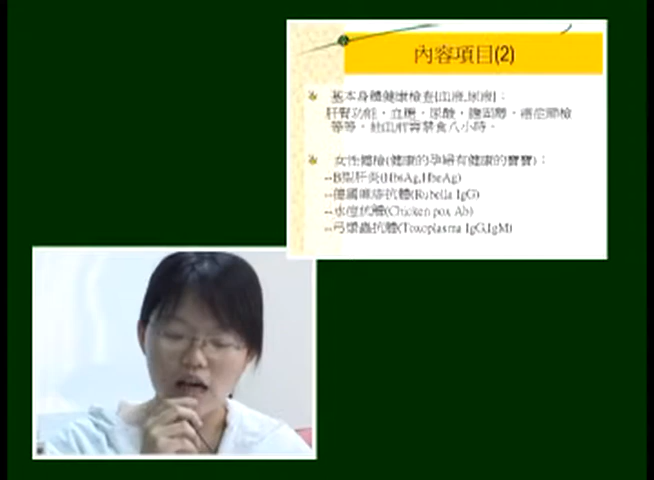 內容項目(2)
基本身體健康檢查[血液,尿液]：
肝腎功能，血糖，尿酸，膽固醇，癌症篩檢
等等，抽血前需禁食八小時。
女性體檢(健康的孕婦有健康的寶寶)：
--B型肝炎(HbsAg,HbeAg)
--德國麻疹抗體(Rubella IgG)
--水痘抗體(Chicken pox Ab)
--弓漿蟲抗體(Toxoplasma IgG,IgM)